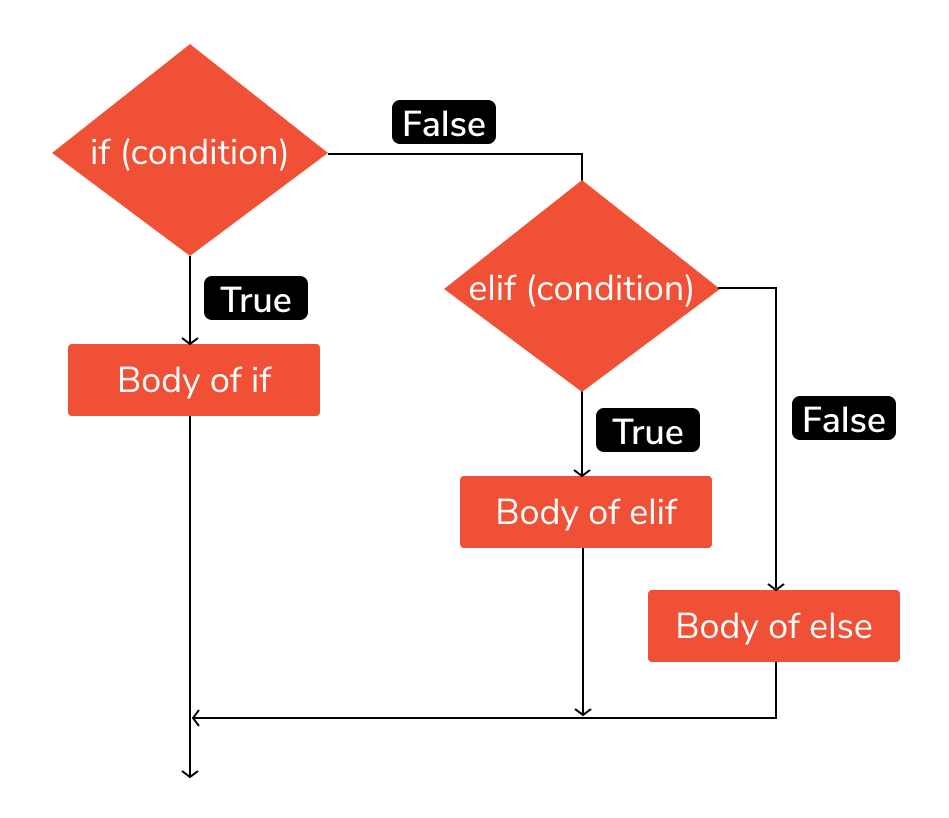 if (condition)
False
elif (condition)
True
Body of if
True
False
Body of elif
Body of else